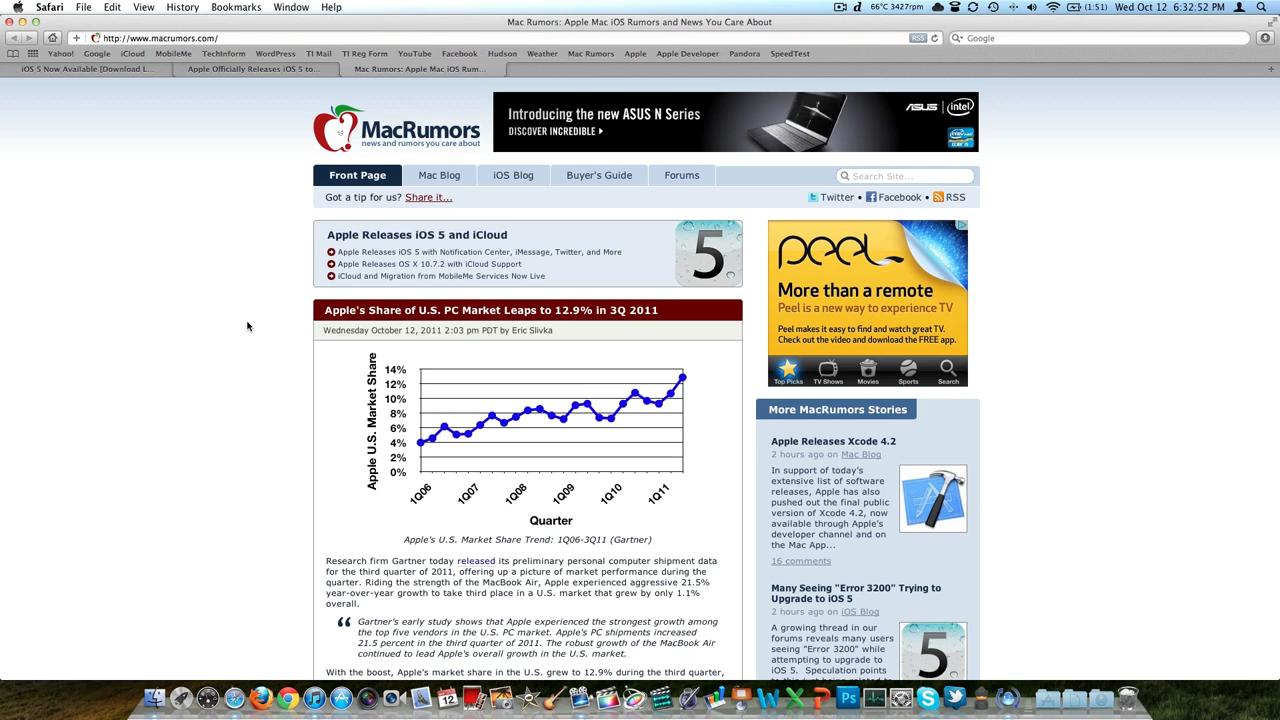 Safari File Edit View History Bookmarks Window Help
66°C 3427rpm (1:51) Wed Oct 12 6:32:52 PM
Mac Rumors: Apple Mac iOS Rumors and News You Care About
http://www.macrumors.com/ RSS Google
Yahoo! Google iCloud MobileMe TechInform WordPress TI Mail TI Reg Form YouTube Facebook Hudson Weather Mac Rumors Apple Apple Developer Pandora SpeedTest
iOS 5 Now Available [Download L... Apple Officially Releases iOS 5 to... Mac Rumors: Apple Mac iOS Rum...
MacRumors
news and rumors you care about
Introducing the new ASUS N Series
DISCOVER INCREDIBLE
ASUS intel
Front Page Mac Blog iOS Blog Buyer's Guide Forums Search Site...
Got a tip for us? Share it... Twitter • Facebook • RSS
Apple Releases iOS 5 and iCloud
Apple Releases iOS 5 with Notification Center, iMessage, Twitter, and More
Apple Releases OS X 10.7.2 with iCloud Support
iCloud and Migration from MobileMe Services Now Live
5
Apple's Share of U.S. PC Market Leaps to 12.9% in 3Q 2011
Wednesday October 12, 2011 2:03 pm PDT by Eric Slivka
Apple U.S. Market Share
14%
12%
10%
8%
6%
4%
2%
0%
1Q06 1Q07 1Q08 1Q09 1Q10 1Q11
Quarter
Apple's U.S. Market Share Trend: 1Q06-3Q11 (Gartner)
Research firm Gartner today released its preliminary personal computer shipment data
for the third quarter of 2011, offering up a picture of market performance during the
quarter. Riding the strength of the MacBook Air, Apple experienced aggressive 21.5%
year-over-year growth to take third place in a U.S. market that grew by only 1.1%
overall.
Gartner's early study shows that Apple experienced the strongest growth among
the top five vendors in the U.S. PC market. Apple's PC shipments increased
21.5 percent in the third quarter of 2011. The robust growth of the MacBook Air
continued to lead Apple's overall growth in the U.S. market.
With the boost, Apple's market share in the U.S. grew to 12.9% during the third quarter,
peel
More than a remote
Peel is a new way to experience TV
Peel makes it easy to find and watch great TV.
Check out the video and download the FREE app.
Top Picks TV Shows Movies Sports Search
More MacRumors Stories
Apple Releases Xcode 4.2
2 hours ago on Mac Blog
In support of today's
extensive list of software
releases, Apple has also
pushed out the final public
version of Xcode 4.2, now
available through Apple's
developer channel and on
the Mac App...
16 comments
Many Seeing "Error 3200" Trying to
Upgrade to iOS 5
2 hours ago on iOS Blog
A growing thread in our
forums reveals many users
seeing "Error 3200" while
attempting to upgrade to
iOS 5. Speculation points
5
12